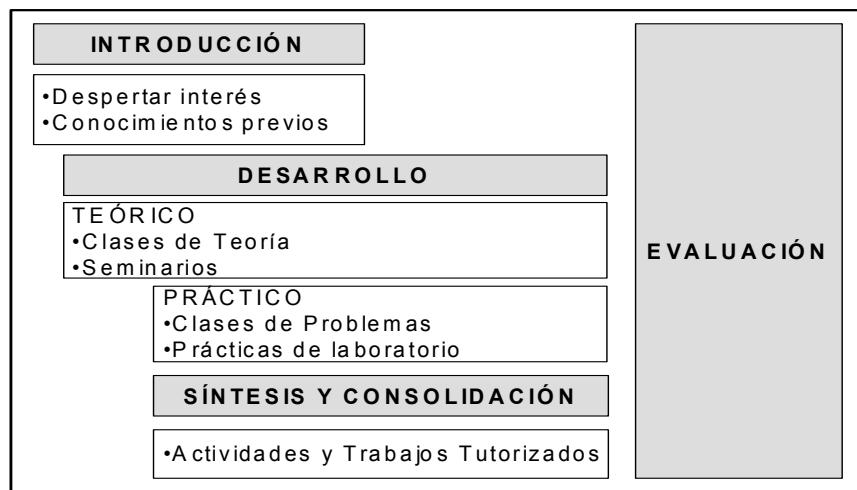 INTRODUCCIÓN
•Despertar interés
•Conocimientos previos
DESARROLLO
TEÓRICO
•Clases de Teoría
•Seminarios
PRÁCTICO
•Clases de Problemas
•Prácticas de laboratorio
SÍNTESIS Y CONSOLIDACIÓN
•Actividades y Trabajos Tutorizados
EVALUACIÓN